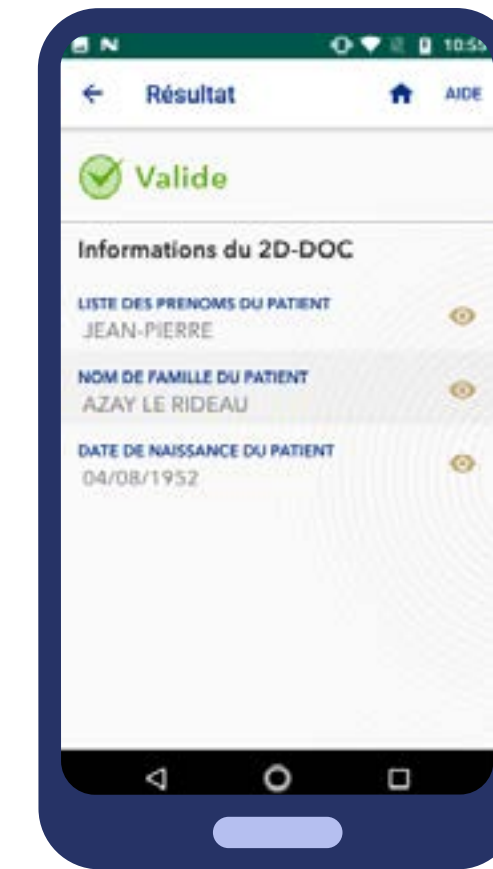 N 10:55
Résultat AIDE
Valide
Informations du 2D-DOC
LISTE DES PRENOMS DU PATIENT
JEAN-PIERRE
NOM DE FAMILLE DU PATIENT
AZAY LE RIDEAU
DATE DE NAISSANCE DU PATIENT
04/08/1952